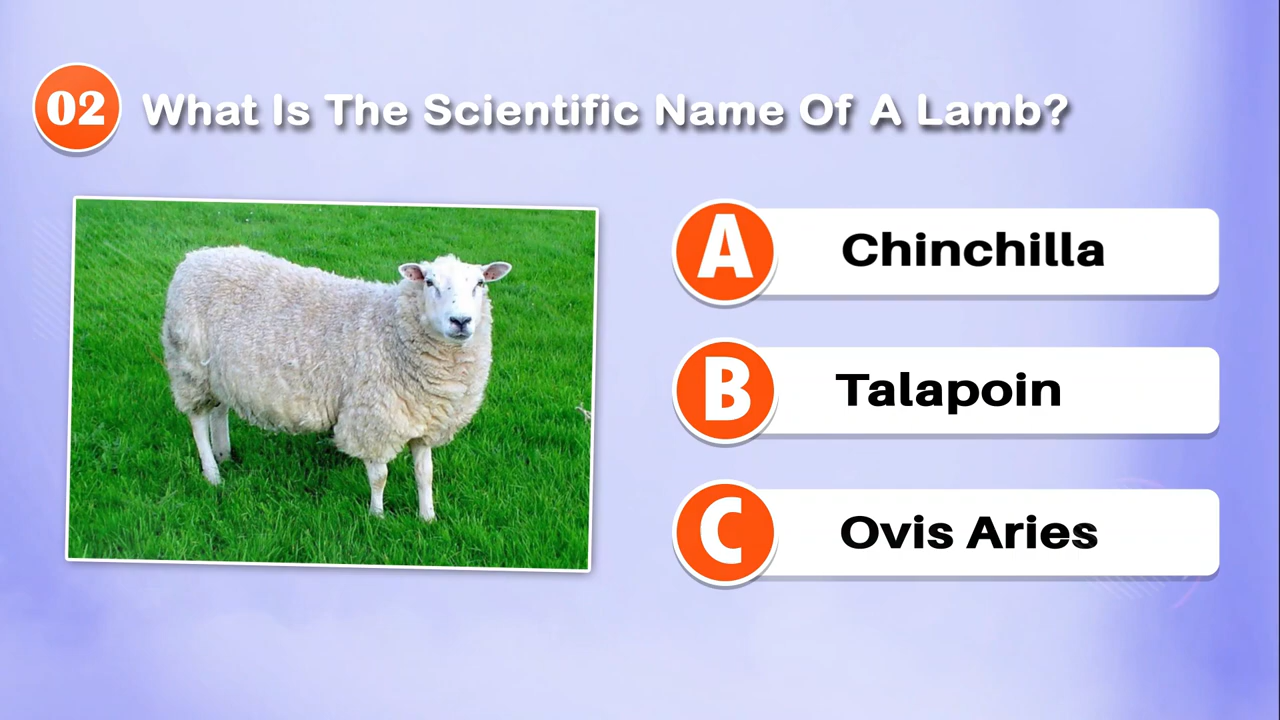 02 What Is The Scientific Name Of A Lamb?
A Chinchilla
B Talapoin
C Ovis Aries